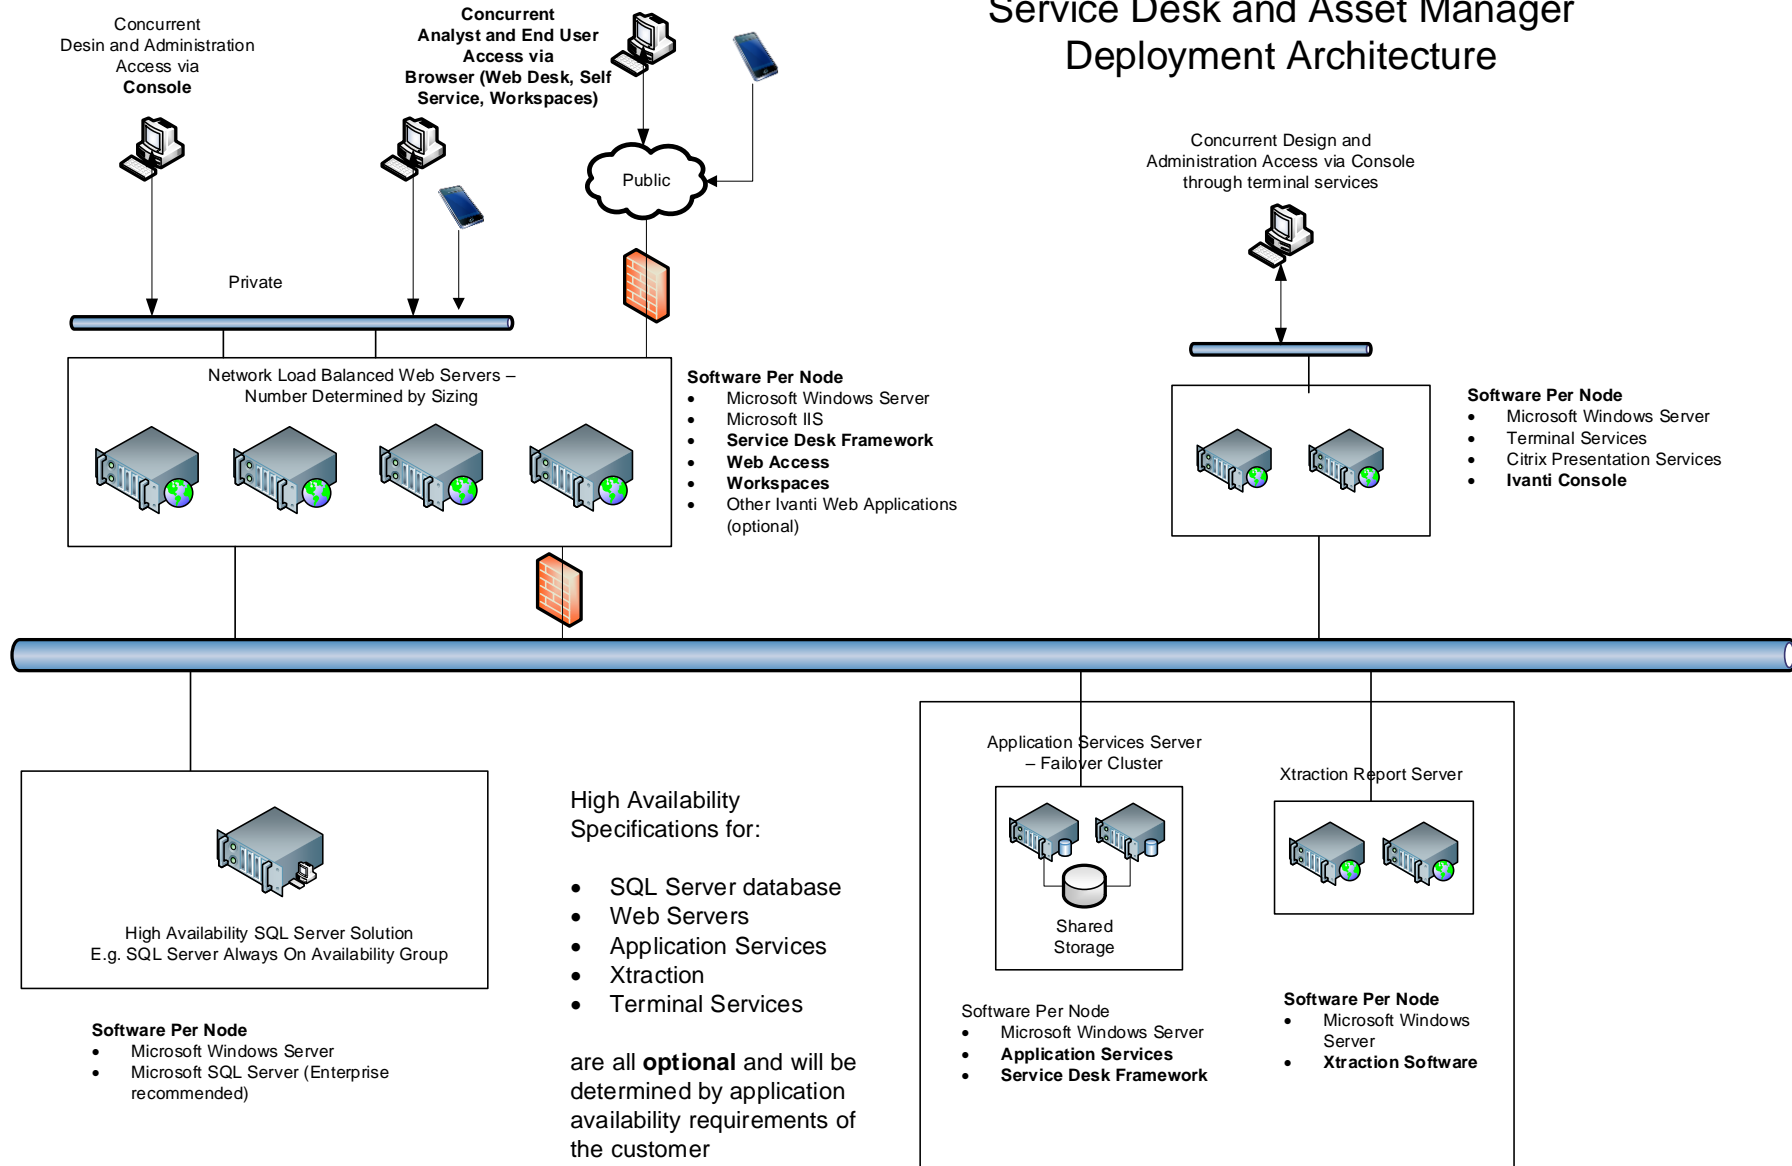 Service Desk and Asset Manager
Deployment Architecture
Concurrent
Desin and Administration
Access via
Console
Concurrent
Analyst and End User
Access via
Browser (Web Desk, Self
Service, Workspaces)
Public
Private
Concurrent Design and
Administration Access via Console
through terminal services
Network Load Balanced Web Servers –
Number Determined by Sizing
Software Per Node
• Microsoft Windows Server
• Microsoft IIS
• Service Desk Framework
• Web Access
• Workspaces
• Other Ivanti Web Applications
(optional)
Software Per Node
• Microsoft Windows Server
• Terminal Services
• Citrix Presentation Services
• Ivanti Console
High Availability SQL Server Solution
E.g. SQL Server Always On Availability Group
Software Per Node
• Microsoft Windows Server
• Microsoft SQL Server (Enterprise
recommended)
High Availability
Specifications for:
• SQL Server database
• Web Servers
• Application Services
• Xtraction
• Terminal Services
are all optional and will be
determined by application
availability requirements of
the customer
Application Services Server
– Failover Cluster
Shared
Storage
Software Per Node
• Microsoft Windows Server
• Application Services
• Service Desk Framework
Xtraction Report Server
Software Per Node
• Microsoft Windows
Server
• Xtraction Software